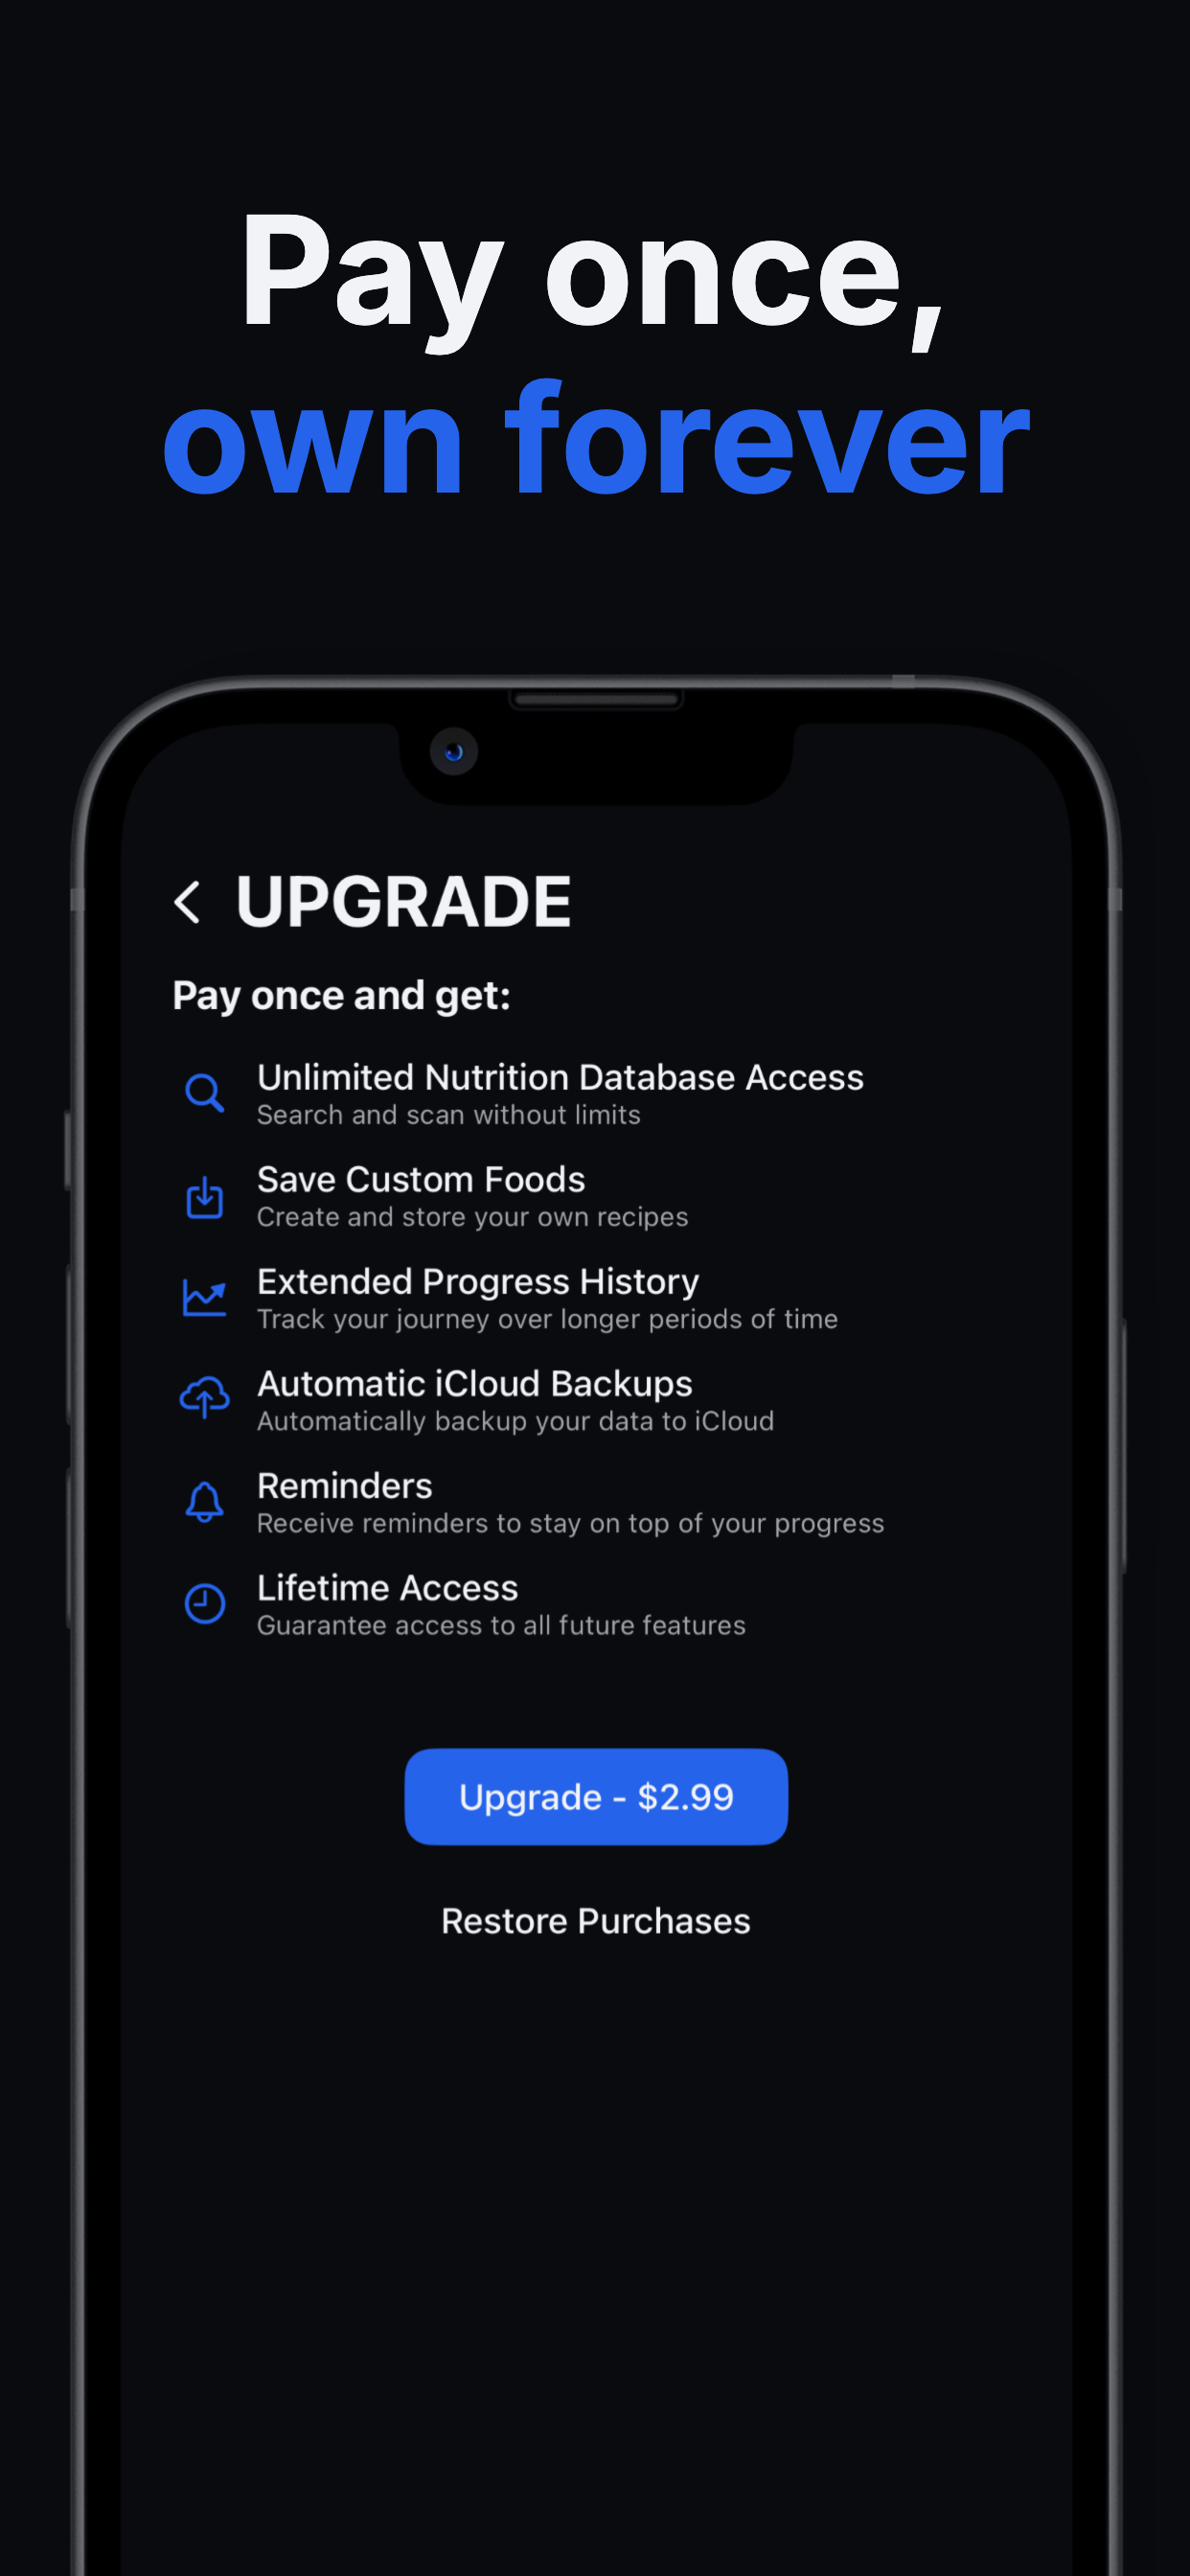 Pay once,
own forever
UPGRADE
Pay once and get:
Unlimited Nutrition Database Access
Search and scan without limits
Save Custom Foods
Create and store your own recipes
Extended Progress History
Track your journey over longer periods of time
Automatic iCloud Backups
Automatically backup your data to iCloud
Reminders
Receive reminders to stay on top of your progress
Lifetime Access
Guarantee access to all future features
Upgrade - $2.99
Restore Purchases